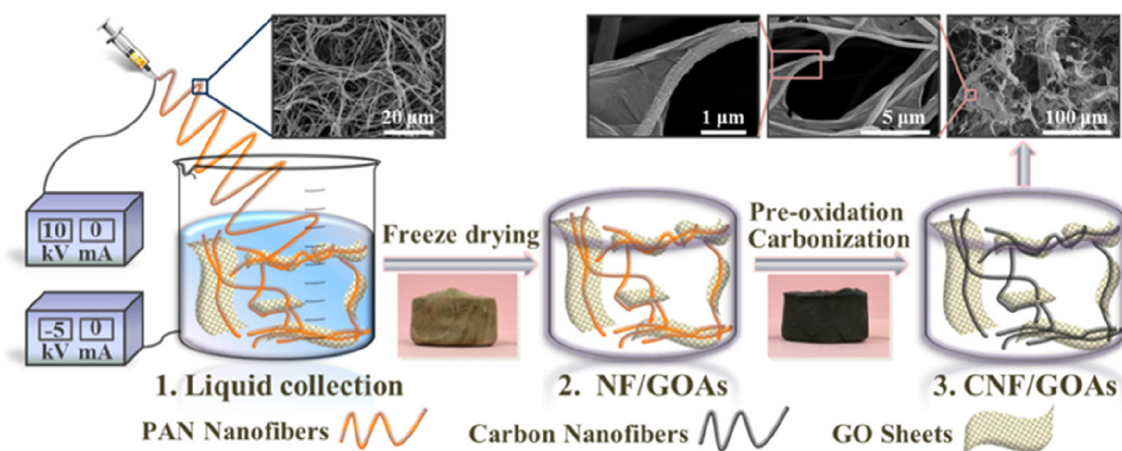 20 μm
1 μm
5 μm
100 μm
10 0
kV mA
-5 0
kV mA
Freeze drying
Pre-oxidation
Carbonization
1. Liquid collection
2. NF/GOAs
3. CNF/GOAs
PAN Nanofibers
Carbon Nanofibers
GO Sheets